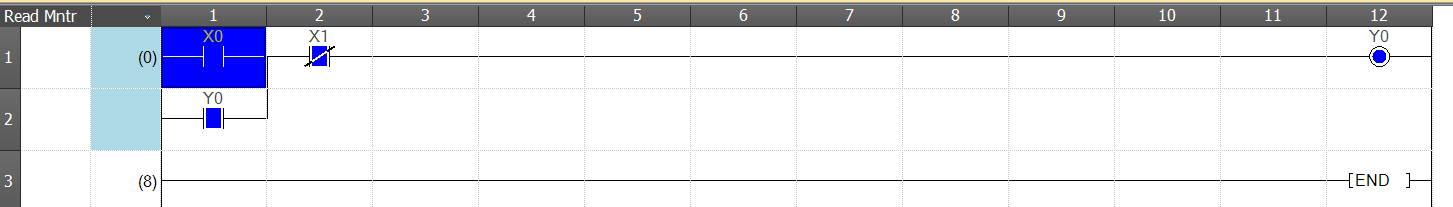 Read Mntr 1 2 3 4 5 6 7 8 9 10 11 12
X0 X1 Y0
1 (0)
Y0
2
3 (8) [END ]